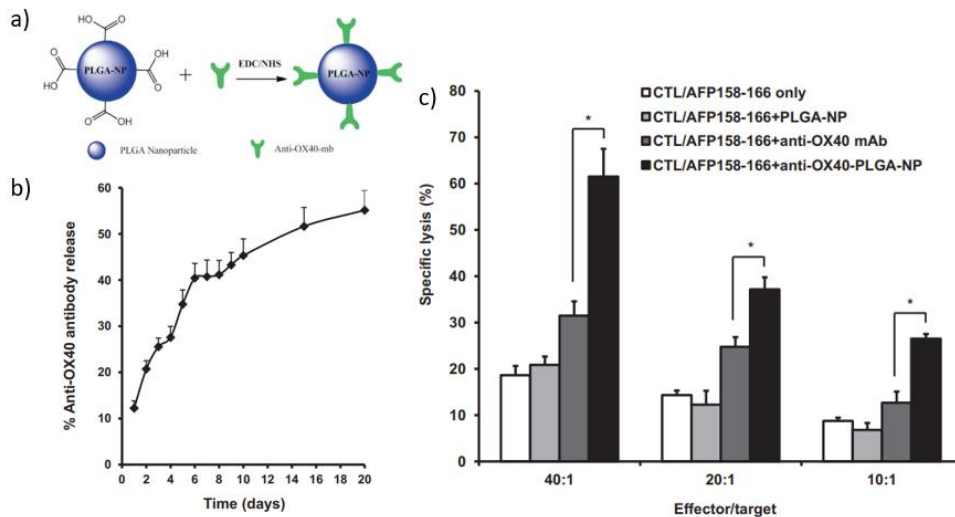 a)
HO
O
O
OH
PLGA-NP
HO
O
O
OH
+
EDC/NHS
PLGA-NP
PLGA Nanoparticle
Anti-OX40-mb
b)
% Anti-OX40 antibody release
60
50
40
30
20
10
0
0 2 4 6 8 10 12 14 16 18 20
Time (days)
c)
CTL/AFP158-166 only
CTL/AFP158-166+PLGA-NP
CTL/AFP158-166+anti-OX40 mAb
CTL/AFP158-166+anti-OX40-PLGA-NP
Specific lysis (%)
80
70
60
50
40
30
20
10
0
*
*
*
40:1 20:1 10:1
Effector/target